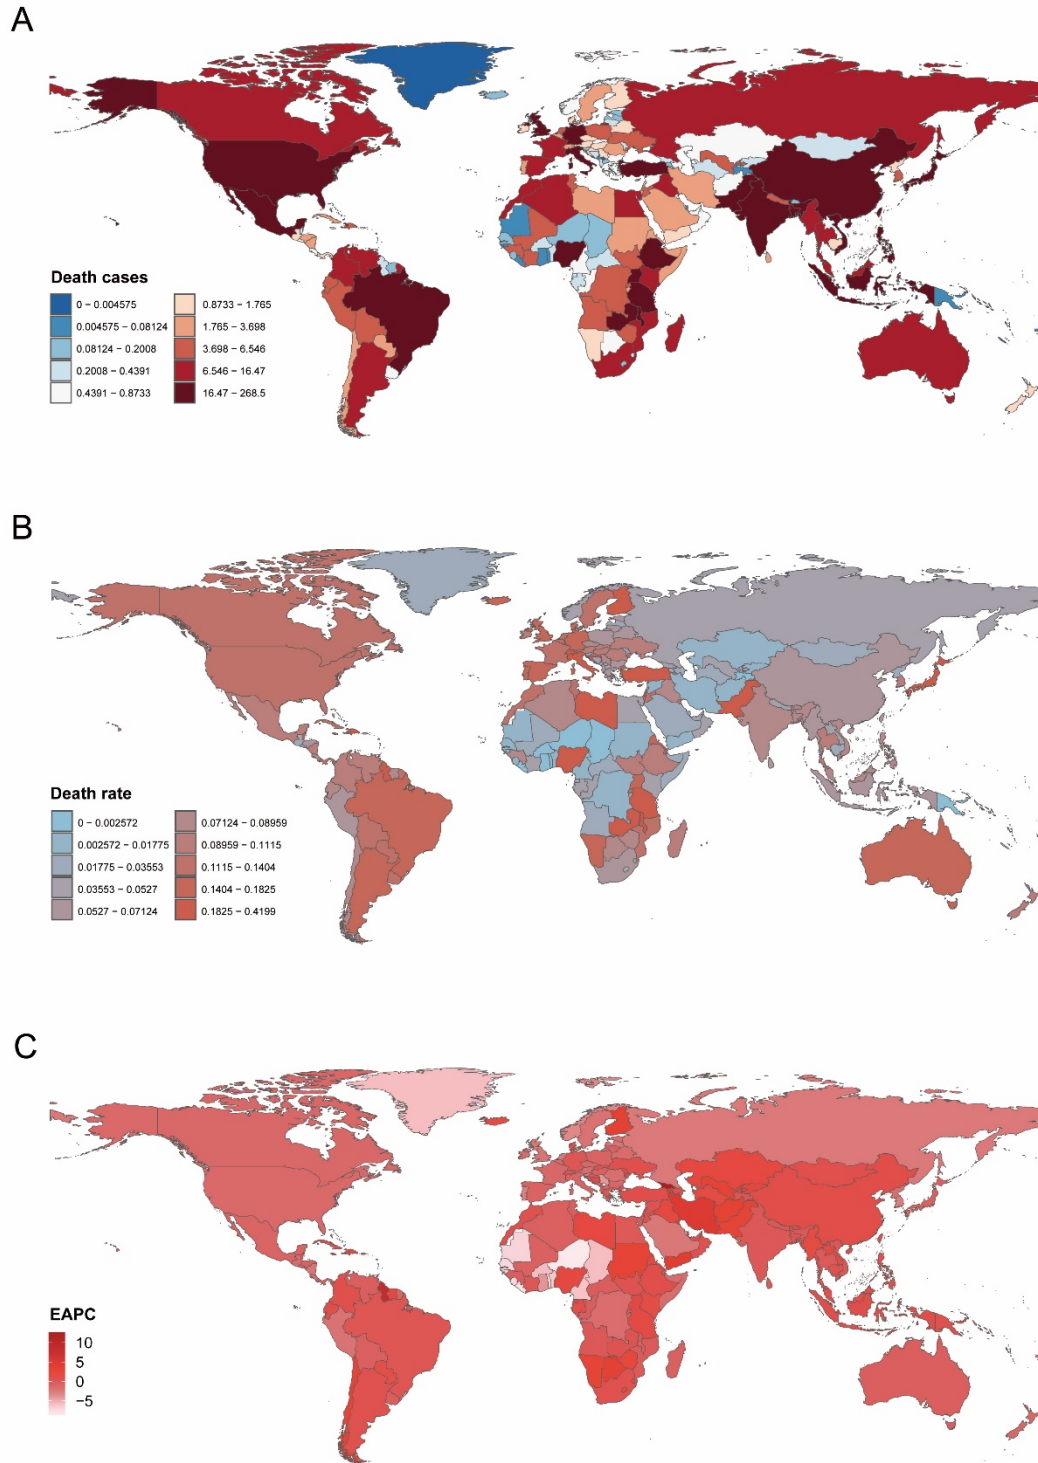 A
Death cases
0 – 0.004575
0.8733 – 1.765
0.004575 – 0.08124
1.765 – 3.698
0.08124 – 0.2008
3.698 – 6.546
0.2008 – 0.4391
6.546 – 16.47
0.4391 – 0.8733
16.47 – 268.5
B
Death rate
0 – 0.002572
0.07124 – 0.08959
0.002572 – 0.01775
0.08959 – 0.1115
0.01775 – 0.03553
0.1115 – 0.1404
0.03553 – 0.0527
0.1404 – 0.1825
0.0527 – 0.07124
0.1825 – 0.4199
C
EAPC
10
5
0
−5